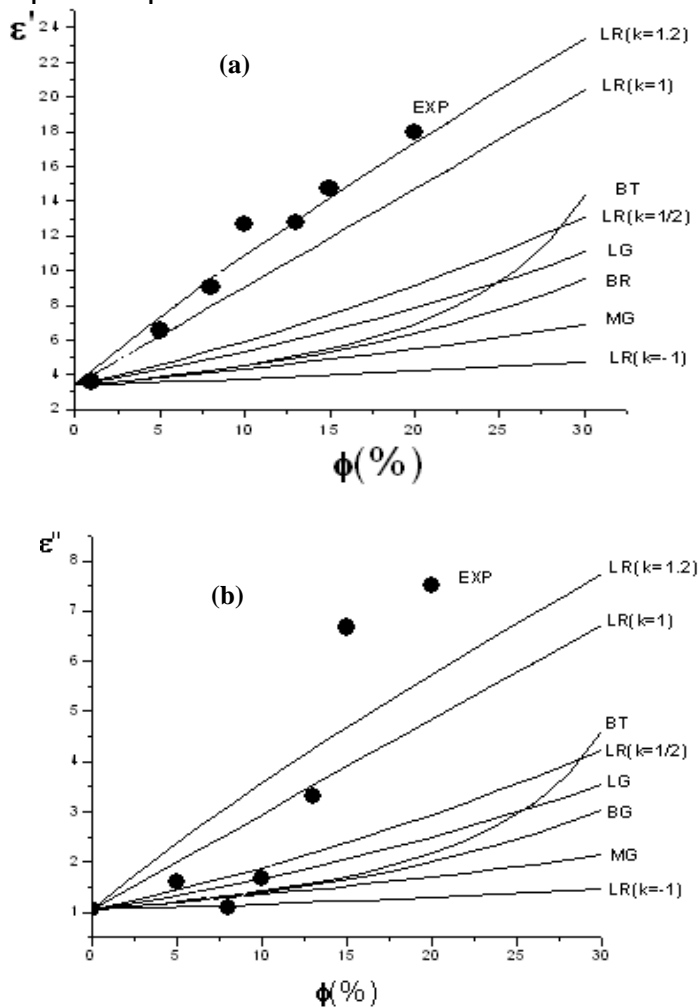 ε'
24
22
20
18
16
14
12
10
8
6
4
2
(a)
EXP
LR(k=1.2)
LR(k=1)
BT
LR(k=1/2)
LG
BR
MG
LR(k=-1)
0 5 10 15 20 25 30
ϕ(%)
ε"
8
7
6
5
4
3
2
1
(b)
EXP
LR(k=1.2)
LR(k=1)
BT
LR(k=1/2)
LG
BG
MG
LR(k=-1)
0 5 10 15 20 25 30
ϕ(%)